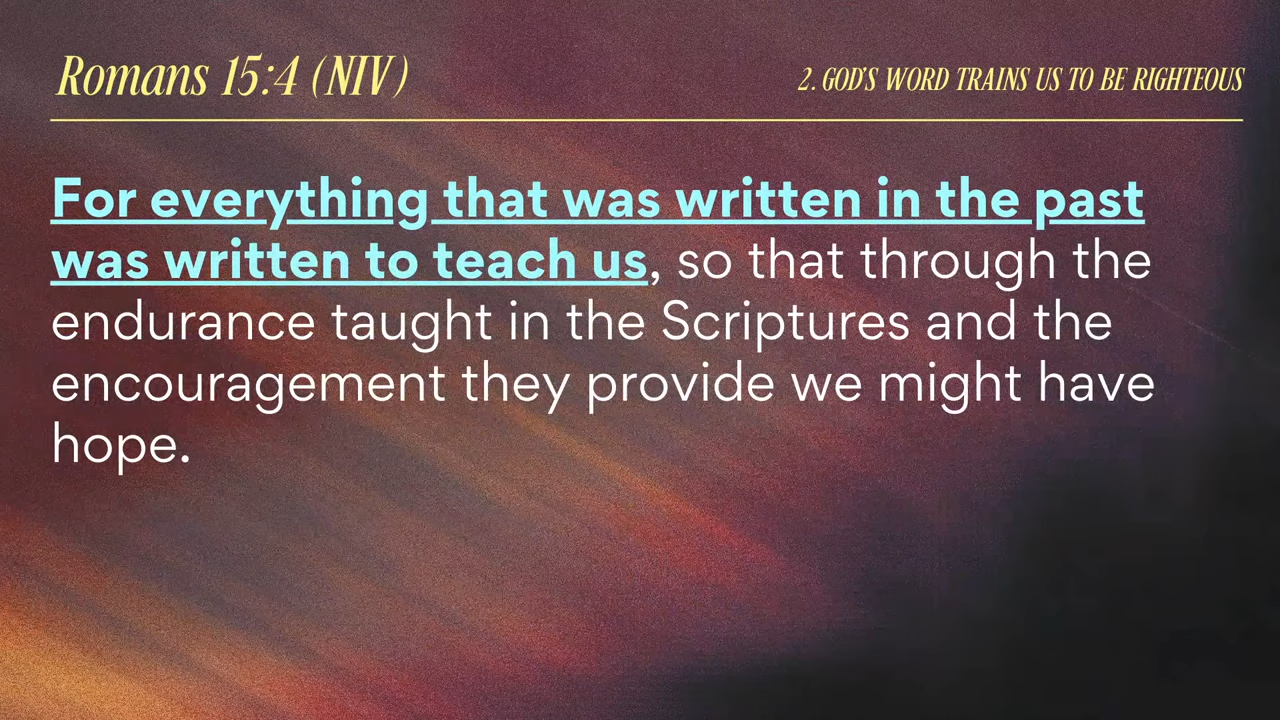 Romans 15:4 (NIV)
2. GOD'S WORD TRAINS US TO BE RIGHTEOUS
For everything that was written in the past
was written to teach us, so that through the
endurance taught in the Scriptures and the
encouragement they provide we might have
hope.